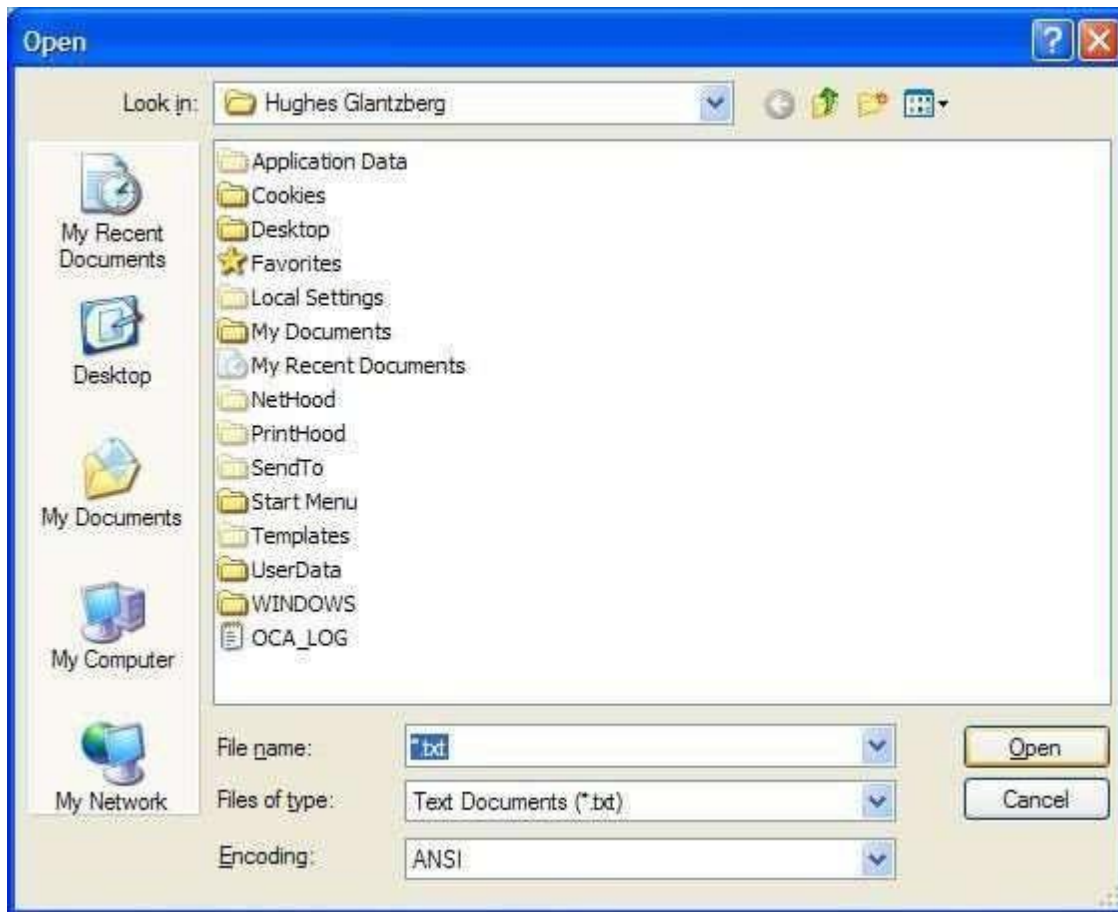 Open
Look in:
Hughes Glantzberg
My Recent
Documents
Desktop
My Documents
My Computer
My Network
Application Data
Cookies
Desktop
Favorites
Local Settings
My Documents
My Recent Documents
NetHood
PrintHood
SendTo
Start Menu
Templates
UserData
WINDOWS
OCA_LOG
File name:
*.txt
Open
Files of type:
Text Documents (*.txt)
Cancel
Encoding:
ANSI